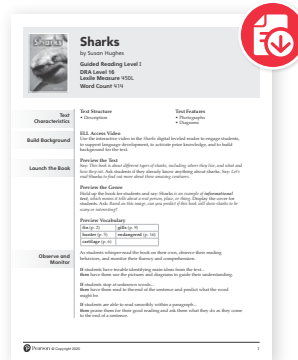 Sharks
Sharks
by Susan Hughes
Guided Reading Level I
DRA Level 16
Lexile Measure 450L
Word Count 414
Text
Characteristics
Text Structure
• Description
Text Features
• Photographs
• Diagrams
Build Background
ELL Access Video
Use the interactive video in the Sharks digital leveled reader to engage students,
to support language development, to activate prior knowledge, and to build
background for the text.
Launch the Book
Preview the Text
Say: This book is about different types of sharks, including where they live, and what and
how they eat. Ask students if they already know anything about sharks. Say: Let's
read Sharks to find out more about these amazing creatures.
Preview the Genre
Hold up the book for students and say: Sharks is an example of informational
text, which means it tells about a real person, place, or thing. Display the cover for
students. Ask: Based on this image, can you predict if this book will show sharks to be
scary or interesting?
Preview Vocabulary
fin (p. 2)
gills (p. 9)
hunter (p. 5)
endangered (p. 16)
cartilage (p. 6)
Observe and
Monitor
As students whisper-read the book on their own, observe their reading
behaviors, and monitor their fluency and comprehension.
If students have trouble identifying main ideas from the text...
then have them use the pictures and diagrams to guide their understanding.
If students skip at unknown words...
then have them read to the end of the sentence and predict what the word
might be.
If students are able to read smoothly within a paragraph...
then praise them for their good reading and ask them what they do as they come
to the end of a sentence.
Pearson © Copyright 2020
1